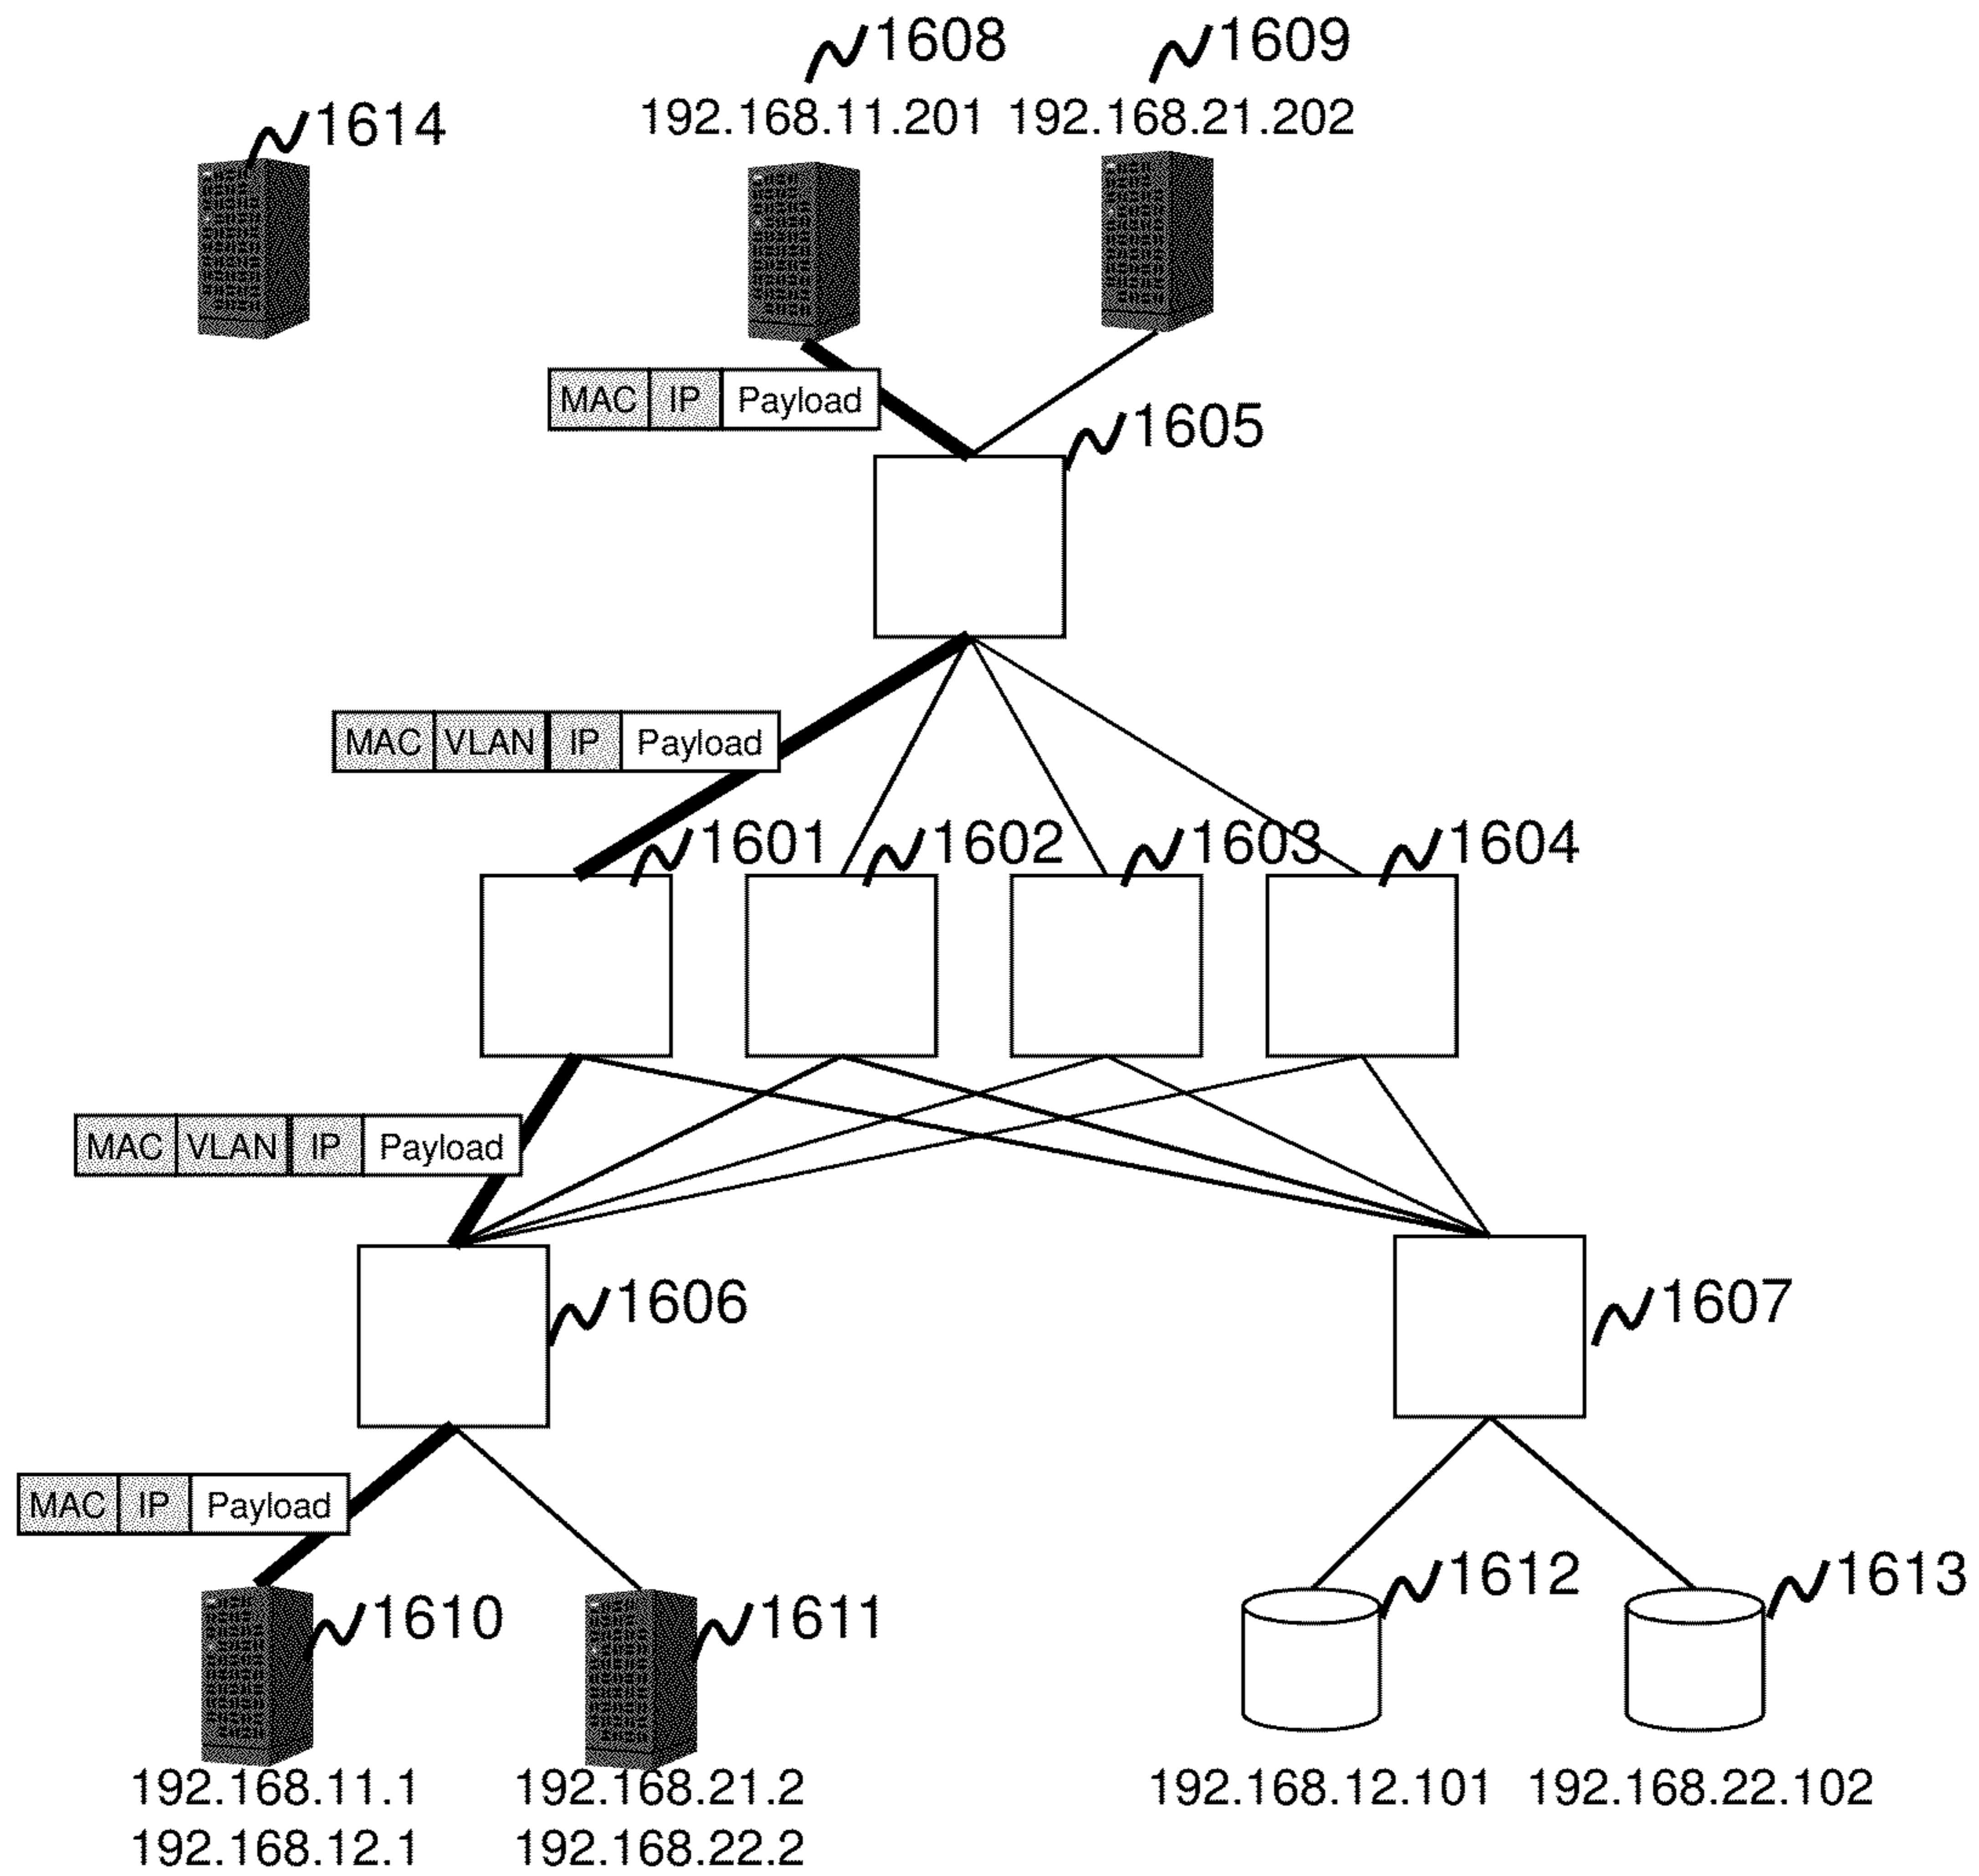 1608 1609
192.168.11.201 192.168.21.202
1614
MAC IP Payload
1605
MAC VLAN IP Payload
1601 1602 1603 1604
MAC VLAN IP Payload
1606 1607
MAC IP Payload
1612 1613
1610 1611
192.168.11.1 192.168.21.2 192.168.12.101 192.168.22.102
192.168.12.1 192.168.22.2